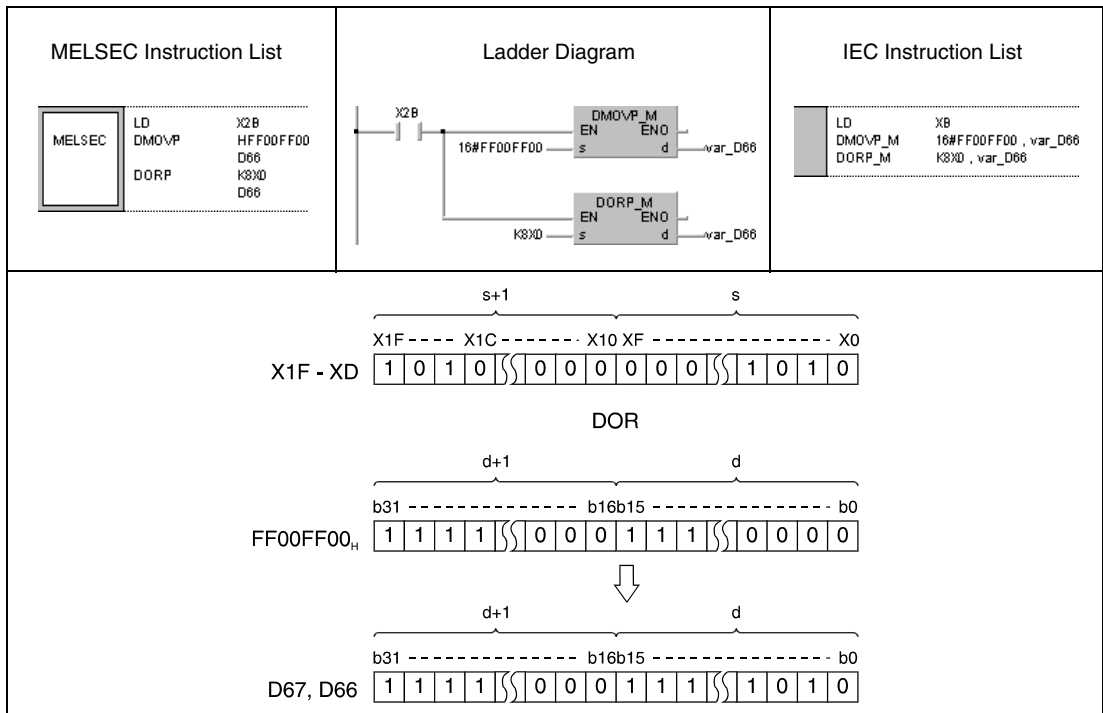 MELSEC Instruction List
Ladder Diagram
IEC Instruction List
MELSEC
LD X2B
DMOVP HFF00FF00
D66
DORP K8X0
D66
X2B
DMOVP_M
EN ENO
16#FF00FF00 s d var_D66
DORP_M
EN ENO
K8X0 s d var_D66
LD XB
DMOVP_M 16#FF00FF00 , var_D66
DORP_M K8X0 , var_D66
s+1 s
X1F ---- X1C ------- X10 XF --------------- X0
X1F - XD 1 0 1 0 0 0 0 0 0 0 1 0 1 0
DOR
d+1 d
b31 -------------- b16b15 -------------- b0
FF00FF00H 1 1 1 1 0 0 0 1 1 1 0 0 0 0
d+1 d
b31 -------------- b16b15 -------------- b0
D67, D66 1 1 1 1 0 0 0 1 1 1 1 0 1 0